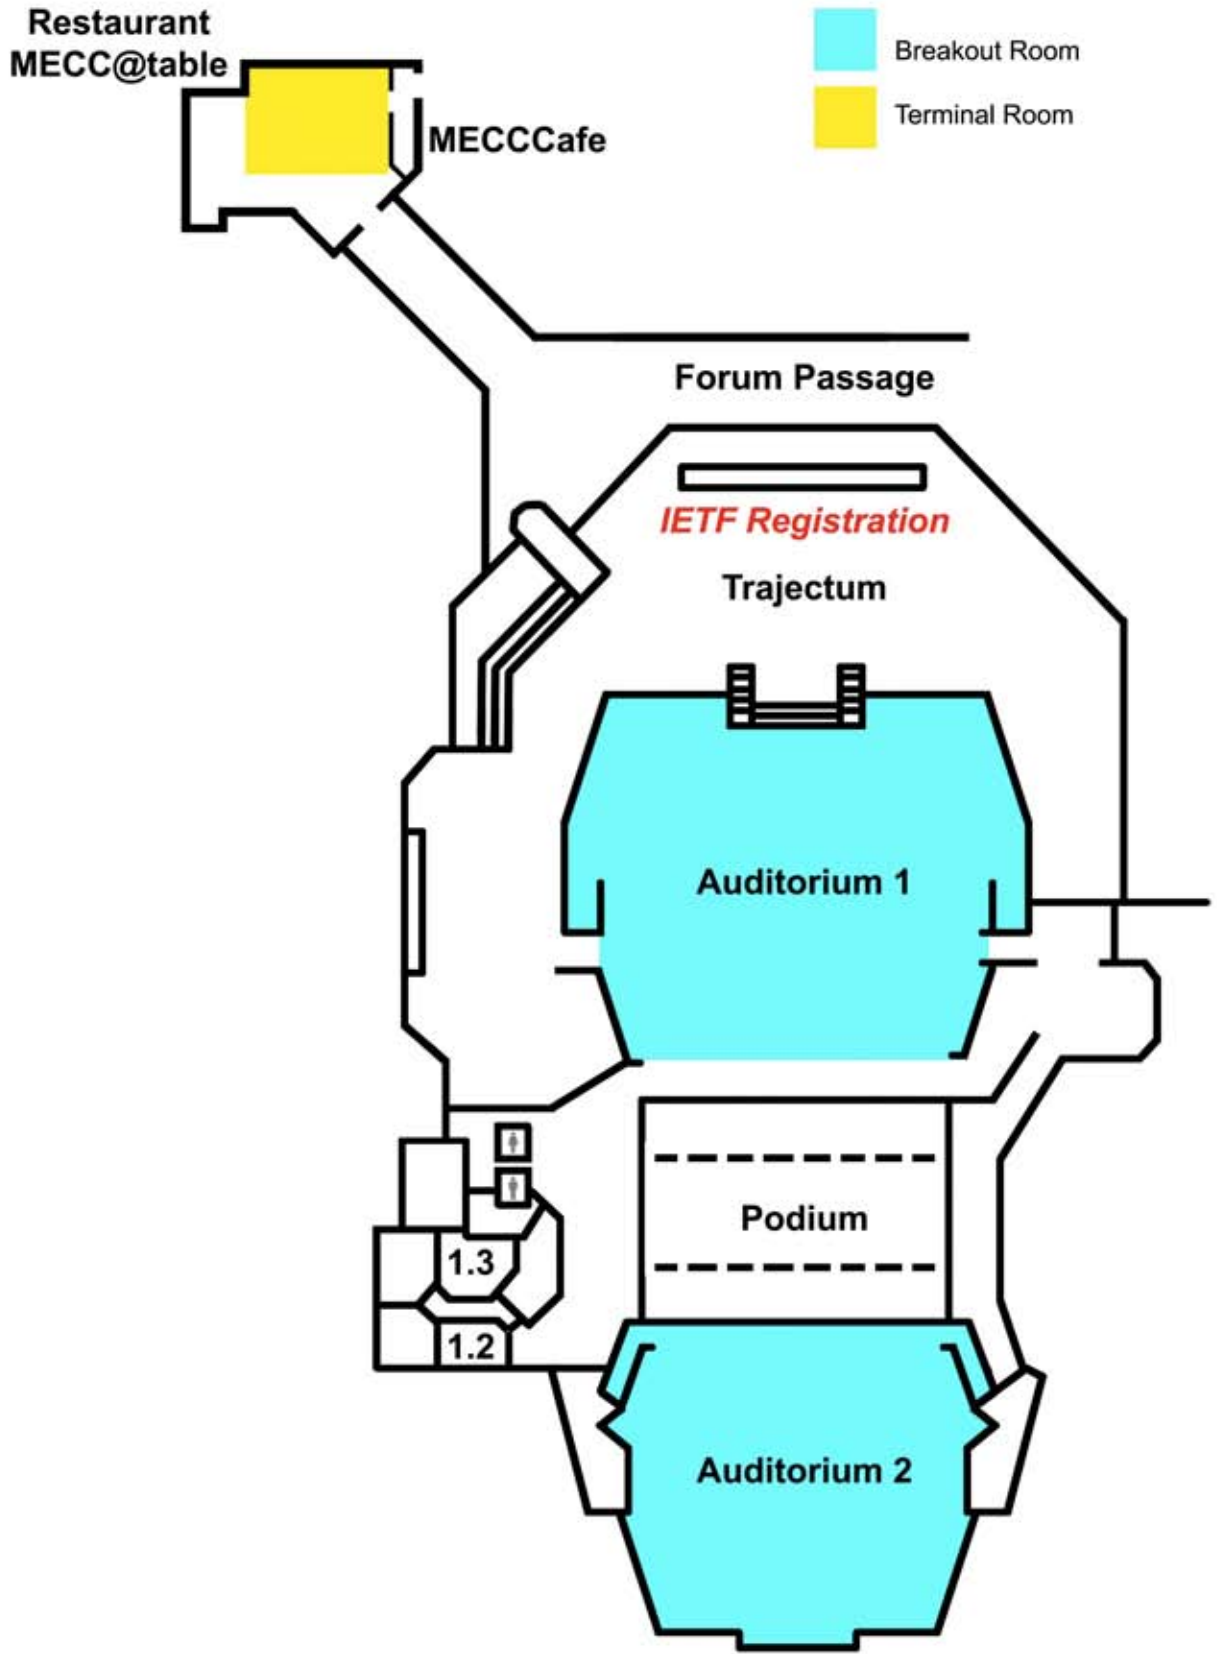 Restaurant
MECC@table
Breakout Room
Terminal Room
MECCCafe
Forum Passage
IETF Registration
Trajectum
Auditorium 1
Podium
1.3
1.2
Auditorium 2